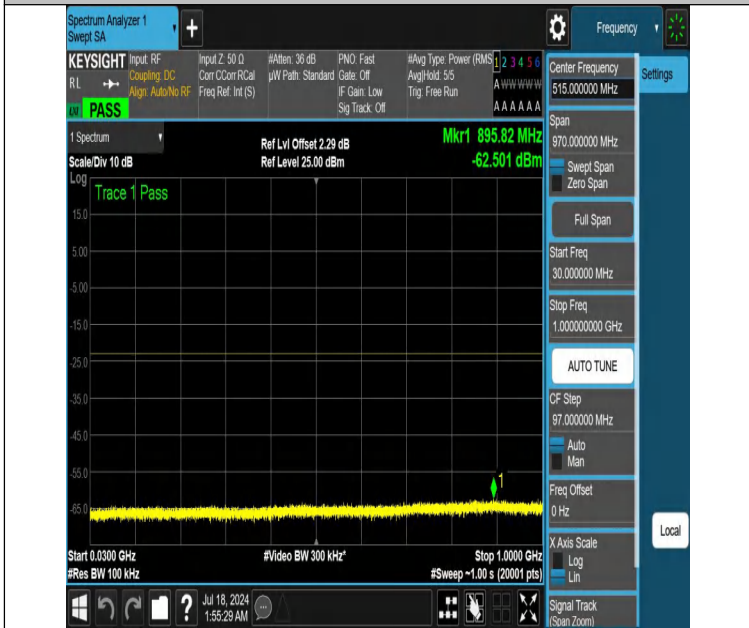 Spectrum Analyzer 1
Swept SA
Frequency
KEYSIGHT
RL
PASS
Input: RF
Coupling: DC
Align: Auto/No RF
Input Z: 50 Ω
Corr CCorr RCal
Freq Ref: Int (S)
#Atten: 36 dB
µW Path: Standard
PNO: Fast
Gate: Off
IF Gain: Low
Sig Track: Off
#Avg Type: Power (RMS
Avg|Hold: 5/5
Trig: Free Run
1 2 3 4 5 6
A W W W W W
A A A A A A
1 Spectrum
Scale/Div 10 dB
Ref Lvl Offset 2.29 dB
Ref Level 25.00 dBm
Mkr1 895.82 MHz
-62.501 dBm
Log
Trace 1 Pass
15.0
5.00
-5.00
-15.0
-25.0
-35.0
-45.0
-55.0
-65.0
1
Start 0.0300 GHz
#Res BW 100 kHz
#Video BW 300 kHz*
Stop 1.0000 GHz
#Sweep ~1.00 s (20001 pts)
Jul 18, 2024
1:55:29 AM
?
Center Frequency
515.000000 MHz
Settings
Span
970.000000 MHz
Swept Span
Zero Span
Full Span
Start Freq
30.000000 MHz
Stop Freq
1.000000000 GHz
AUTO TUNE
CF Step
97.000000 MHz
Auto
Man
Freq Offset
0 Hz
Local
X Axis Scale
Log
Lin
Signal Track
(Span Zoom)